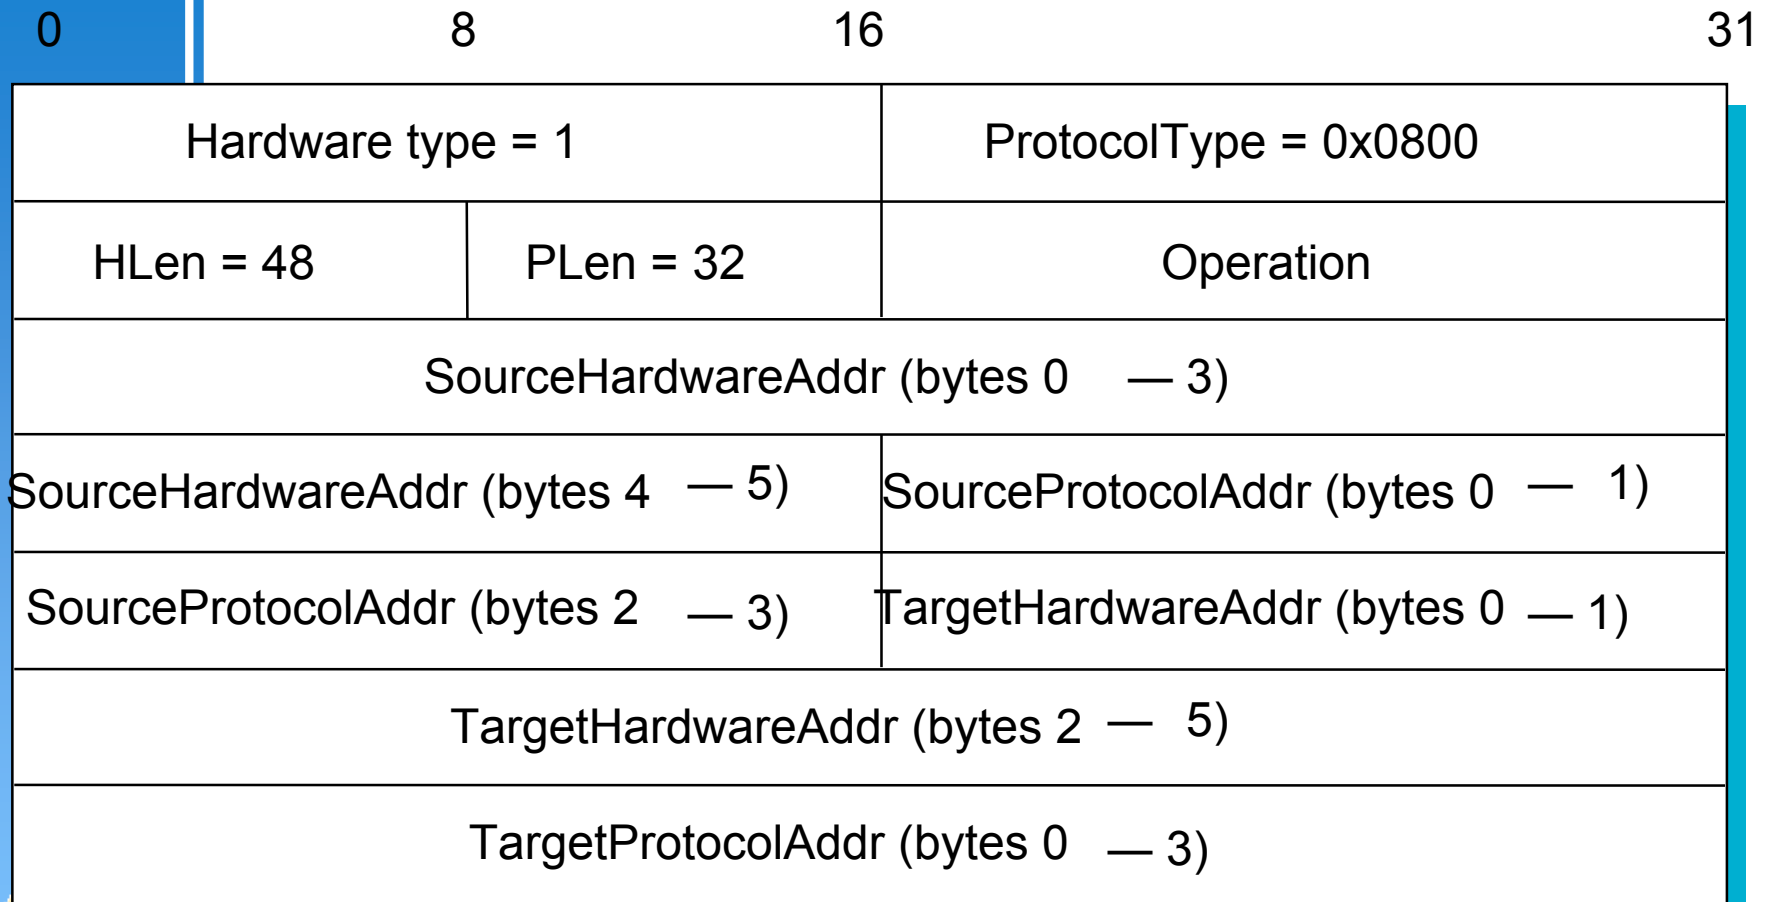 0 8 16 31
Hardware type = 1 ProtocolType = 0x0800
HLen = 48 PLen = 32 Operation
SourceHardwareAddr (bytes 0 — 3)
SourceHardwareAddr (bytes 4 — 5) SourceProtocolAddr (bytes 0 — 1)
SourceProtocolAddr (bytes 2 — 3) TargetHardwareAddr (bytes 0 — 1)
TargetHardwareAddr (bytes 2 — 5)
TargetProtocolAddr (bytes 0 — 3)